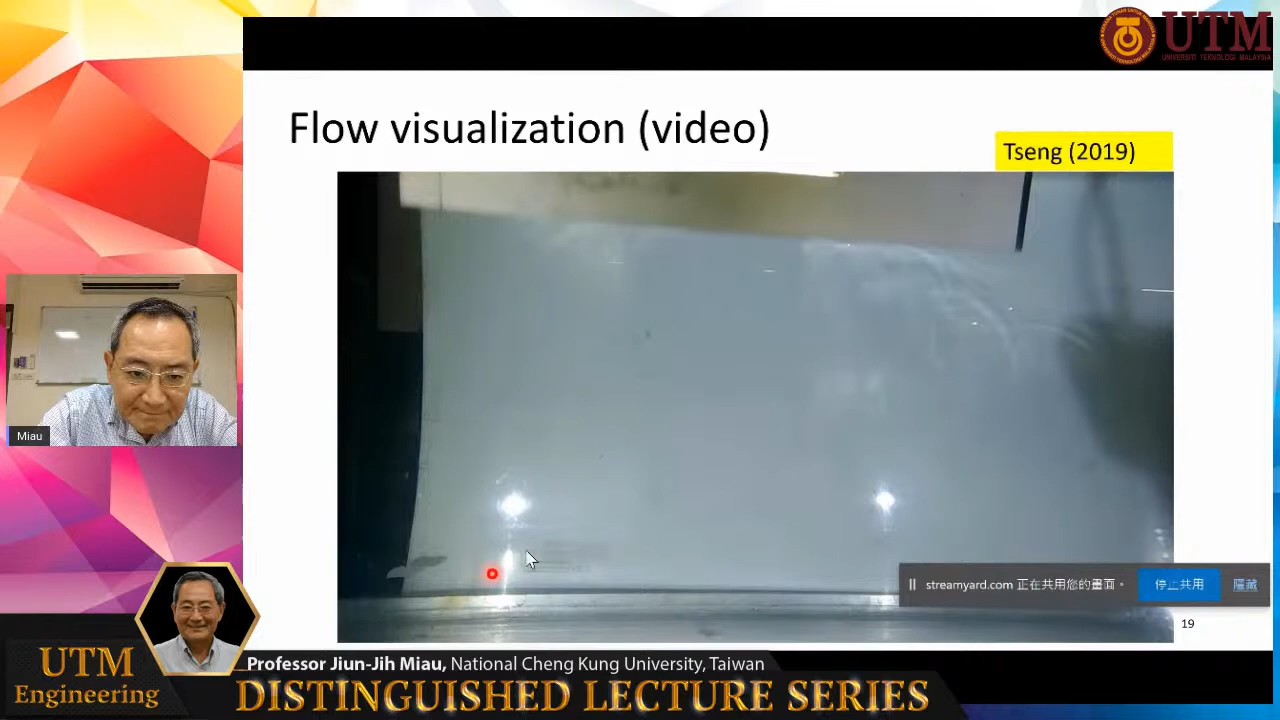 UTM
UNIVERSITI TEKNOLOGI MALAYSIA
Flow visualization (video)
Tseng (2019)
Miau
streamyard.com 正在共用您的畫面。
停止共用
隱藏
19
Professor Jiun-Jih Miau, National Cheng Kung University, Taiwan
UTM
Engineering
DISTINGUISHED LECTURE SERIES